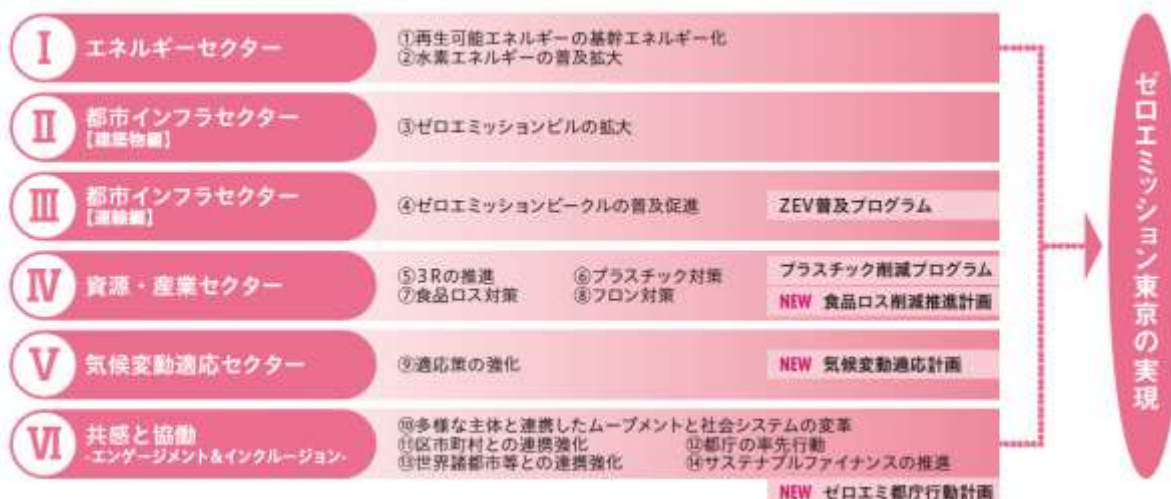 I エネルギーセクター
①再生可能エネルギーの基幹エネルギー化
②水素エネルギーの普及拡大
II 都市インフラセクター
【建築物編】
③ゼロエミッションビルの拡大
III 都市インフラセクター
【運輸編】
④ゼロエミッションビークルの普及促進
ZEV普及プログラム
IV 資源・産業セクター
⑤3Rの推進 ⑥プラスチック対策
⑦食品ロス対策 ⑧フロン対策
プラスチック削減プログラム
NEW 食品ロス削減推進計画
V 気候変動適応セクター
⑨適応策の強化
NEW 気候変動適応計画
VI 共感と協働
-エンゲージメント&インクルージョン-
⑩多様な主体と連携したムーブメントと社会システムの変革
⑪区市町村との連携強化 ⑫都庁の率先行動
⑬世界諸都市等との連携強化 ⑭サステナブルファイナンスの推進
NEW ゼロエミ都庁行動計画
ゼロエミッション東京の実現